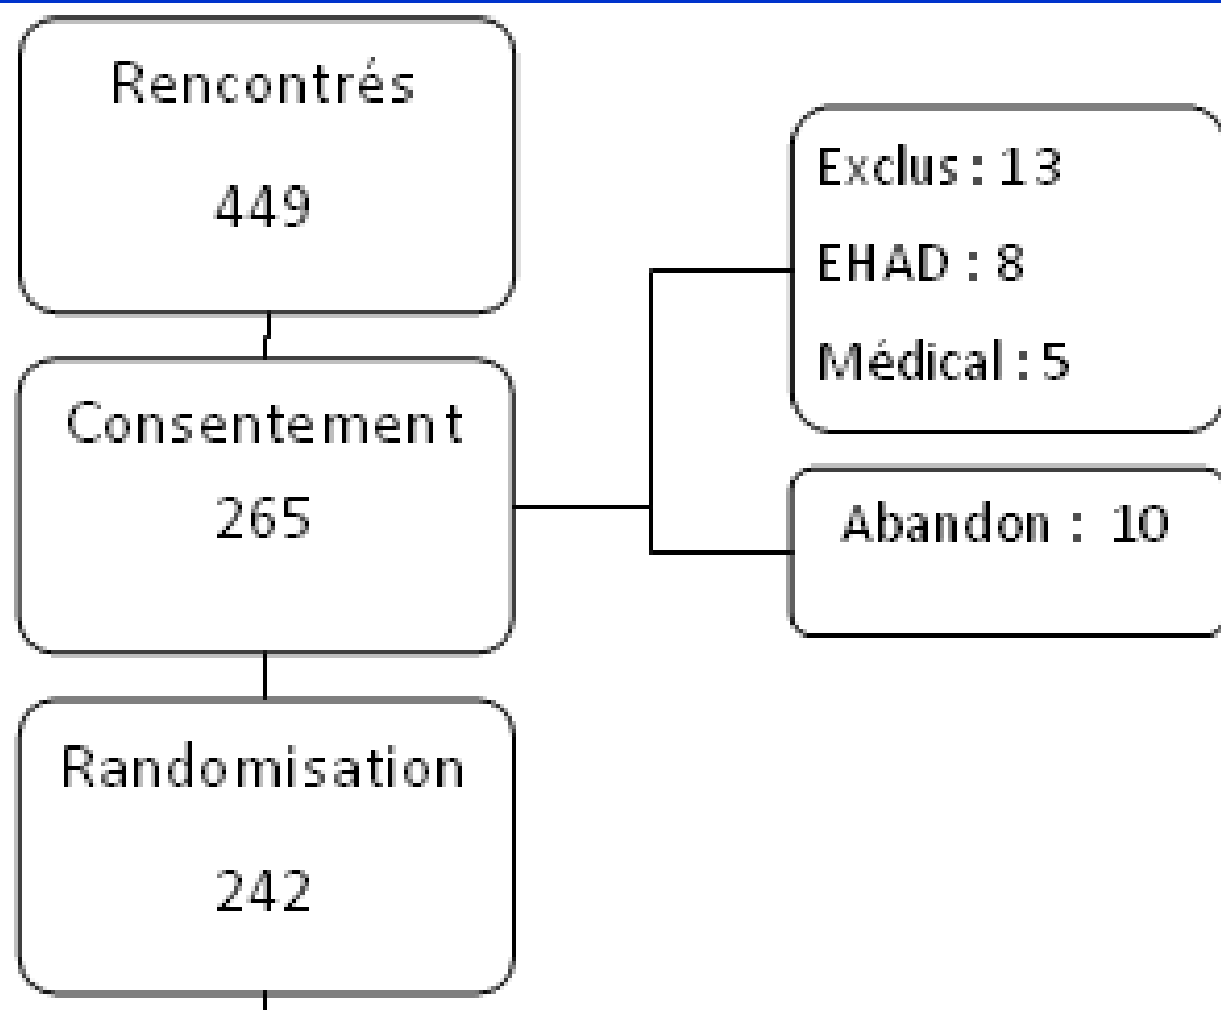 Rencontrés
449
Consentement
265
Randomisation
242
Exclus : 13
EHAD : 8
Médical : 5
Abandon : 10